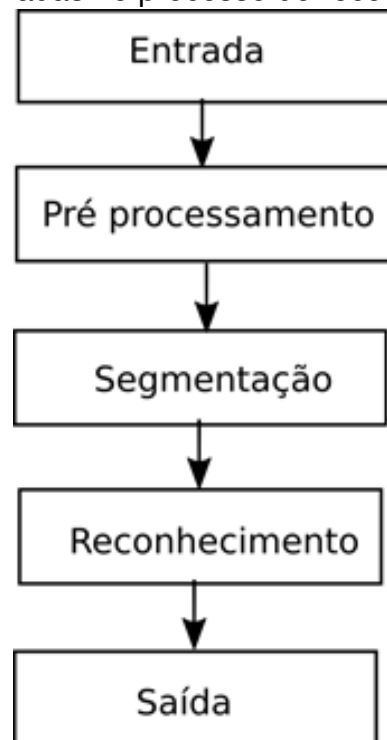 Entrada
Pré processamento
Segmentação
Reconhecimento
Saída